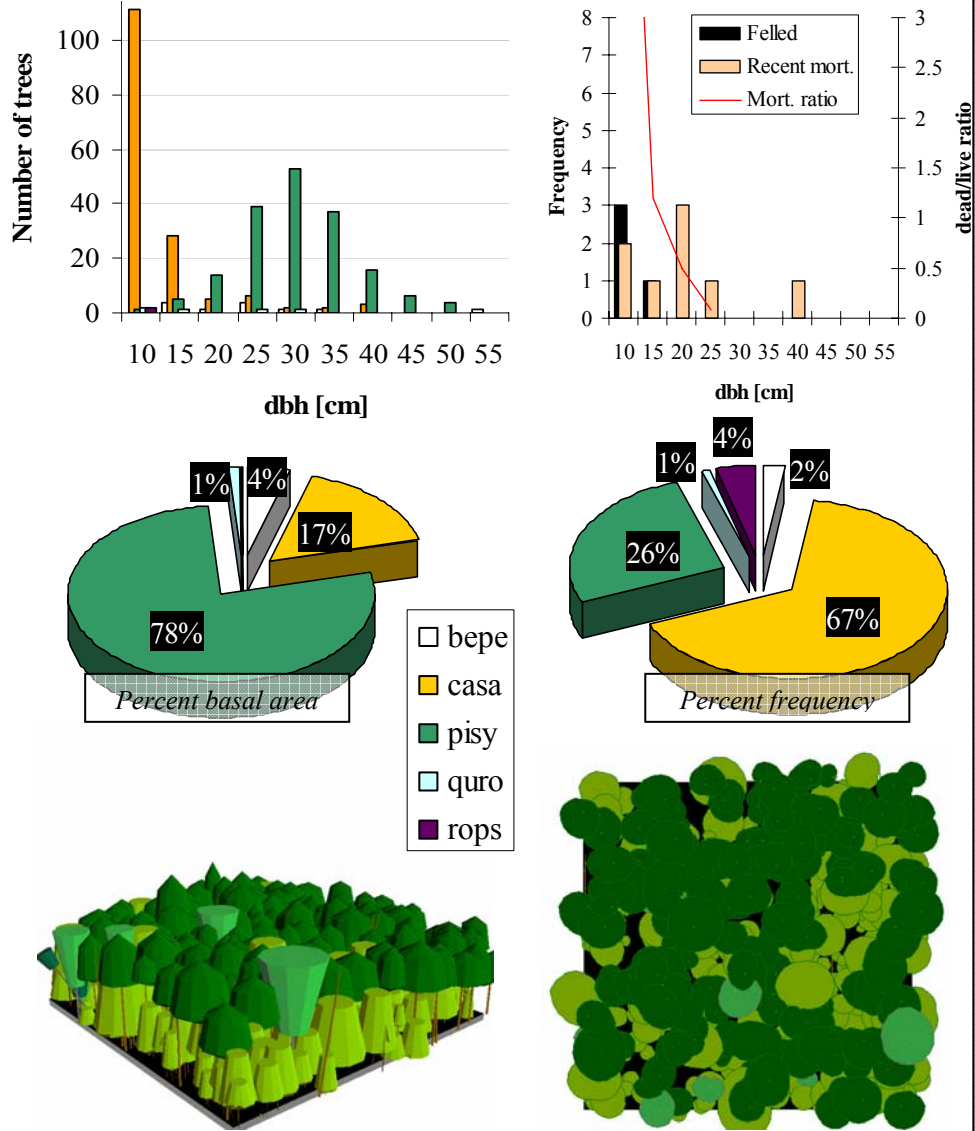 Number of trees
100
80
60
40
20
0
10 15 20 25 30 35 40 45 50 55
dbh [cm]
Frequency
8
7
6
5
4
3
2
1
0
Felled
Recent mort.
Mort. ratio
3
2.5
2
1.5
1
0.5
0
dead/live ratio
10 15 20 25 30 35 40 45 50 55
dbh [cm]
1%
4%
17%
78%
Percent basal area
1%
4%
2%
26%
67%
Percent frequency
bepe
casa
pisy
quro
rops